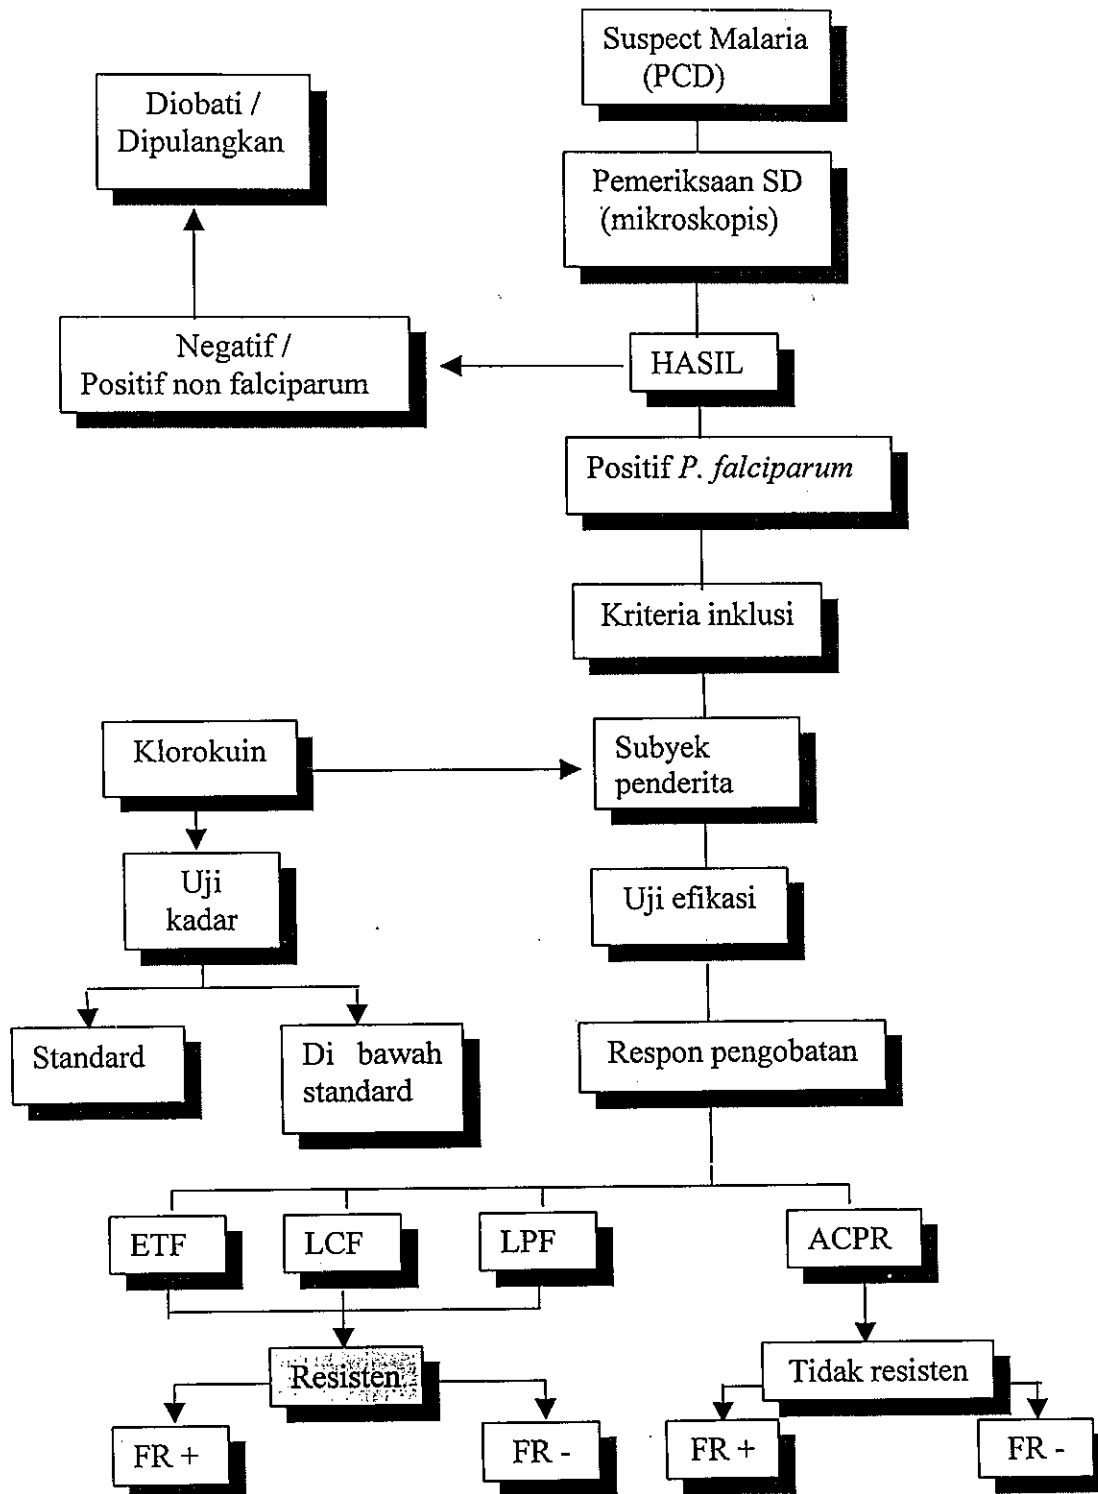 Suspect Malaria
(PCD)
Diobati /
Dipulangkan
Pemeriksaan SD
(mikroskopis)
Negatif /
Positif non falciparum
HASIL
Positif P. falciparum
Kriteria inklusi
Klorokuin
Subyek
penderita
Uji
kadar
Uji efikasi
Standard
Di bawah
standard
Respon pengobatan
ETF
LCF
LPF
ACPR
Resisten
Tidak resisten
FR +
FR -
FR +
FR -